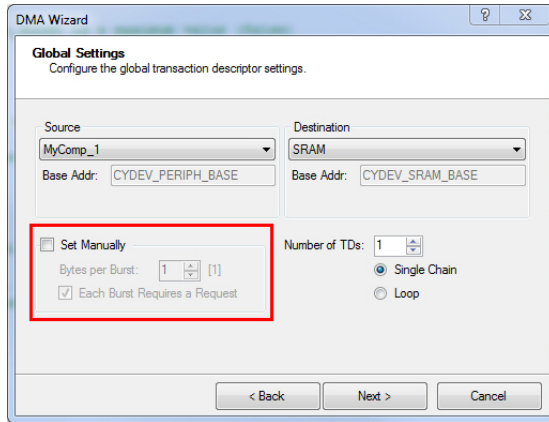 DMA Wizard
Global Settings
Configure the global transaction descriptor settings.
Source
MyComp_1
Base Addr: CYDEV_PERIPH_BASE
Destination
SRAM
Base Addr: CYDEV_SRAM_BASE
Set Manually
Bytes per Burst: 1 [1]
Each Burst Requires a Request
Number of TDs: 1
Single Chain
Loop
< Back
Next >
Cancel